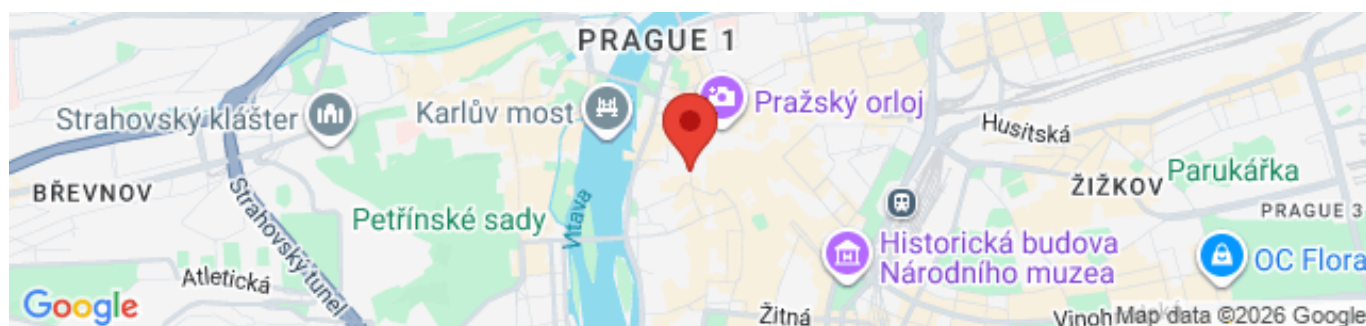 PRAGUE 1
Karlův most
Pražský orloj
Strahovský klášter
Husitská
BŘEVNOV
ŽIŽKOV
Parukářka
Petřínské sady
Vltava
PRAGUE 3
Strahovský tunel
Historická budova
Národního muzea
OC Flora
Atletická
Google
Žitná
Map data ©2026 Google